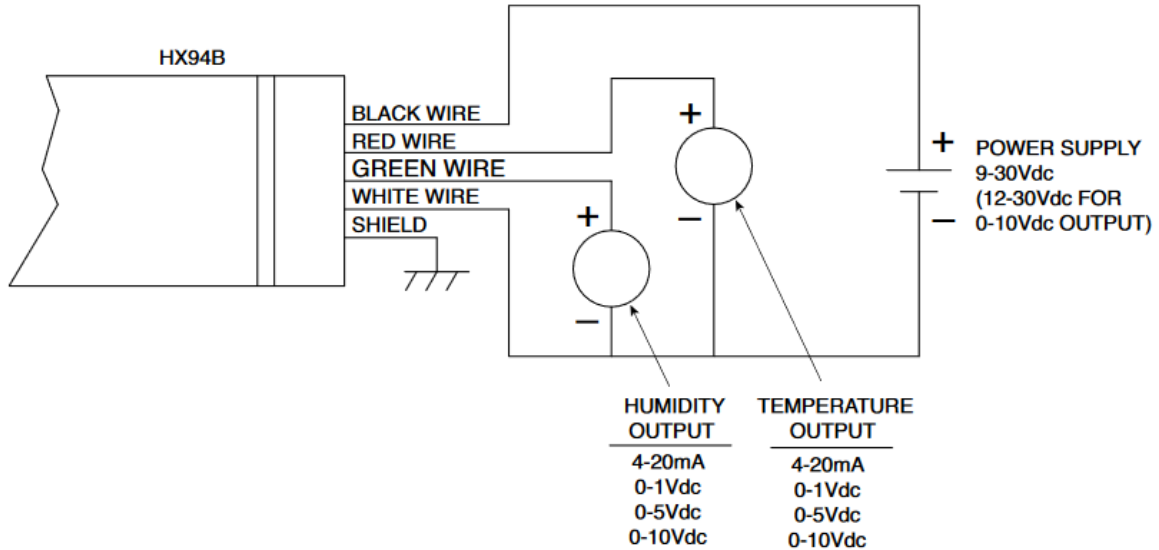 HX94B
BLACK WIRE
RED WIRE
GREEN WIRE
WHITE WIRE
SHIELD
+
−
+
−
+
−
POWER SUPPLY
9-30Vdc
(12-30Vdc FOR
0-10Vdc OUTPUT)
HUMIDITY
OUTPUT
4-20mA
0-1Vdc
0-5Vdc
0-10Vdc
TEMPERATURE
OUTPUT
4-20mA
0-1Vdc
0-5Vdc
0-10Vdc